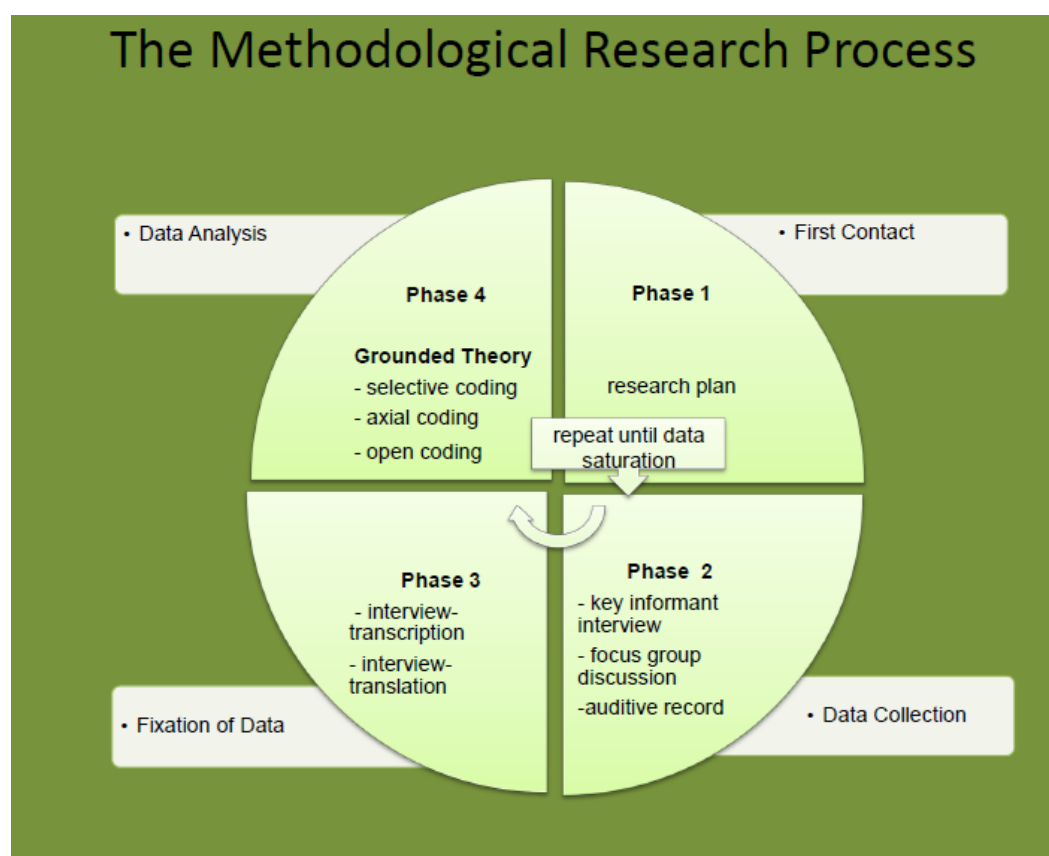 The Methodological Research Process
• Data Analysis
• First Contact
Phase 4
Grounded Theory
- selective coding
- axial coding
- open coding
Phase 1
research plan
repeat until data
saturation
Phase 3
- interview-
transcription
- interview-
translation
Phase 2
- key informant
interview
- focus group
discussion
-auditive record
• Fixation of Data
• Data Collection